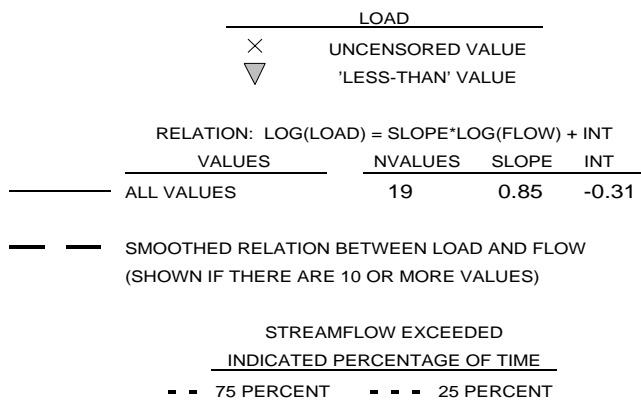 LOAD
UNCENSORED VALUE
'LESS-THAN' VALUE
RELATION: LOG(LOAD) = SLOPE*LOG(FLOW) + INT
VALUES NVALUES SLOPE INT
ALL VALUES 19 0.85 -0.31
SMOOTHED RELATION BETWEEN LOAD AND FLOW
(SHOWN IF THERE ARE 10 OR MORE VALUES)
STREAMFLOW EXCEEDED
INDICATED PERCENTAGE OF TIME
75 PERCENT 25 PERCENT